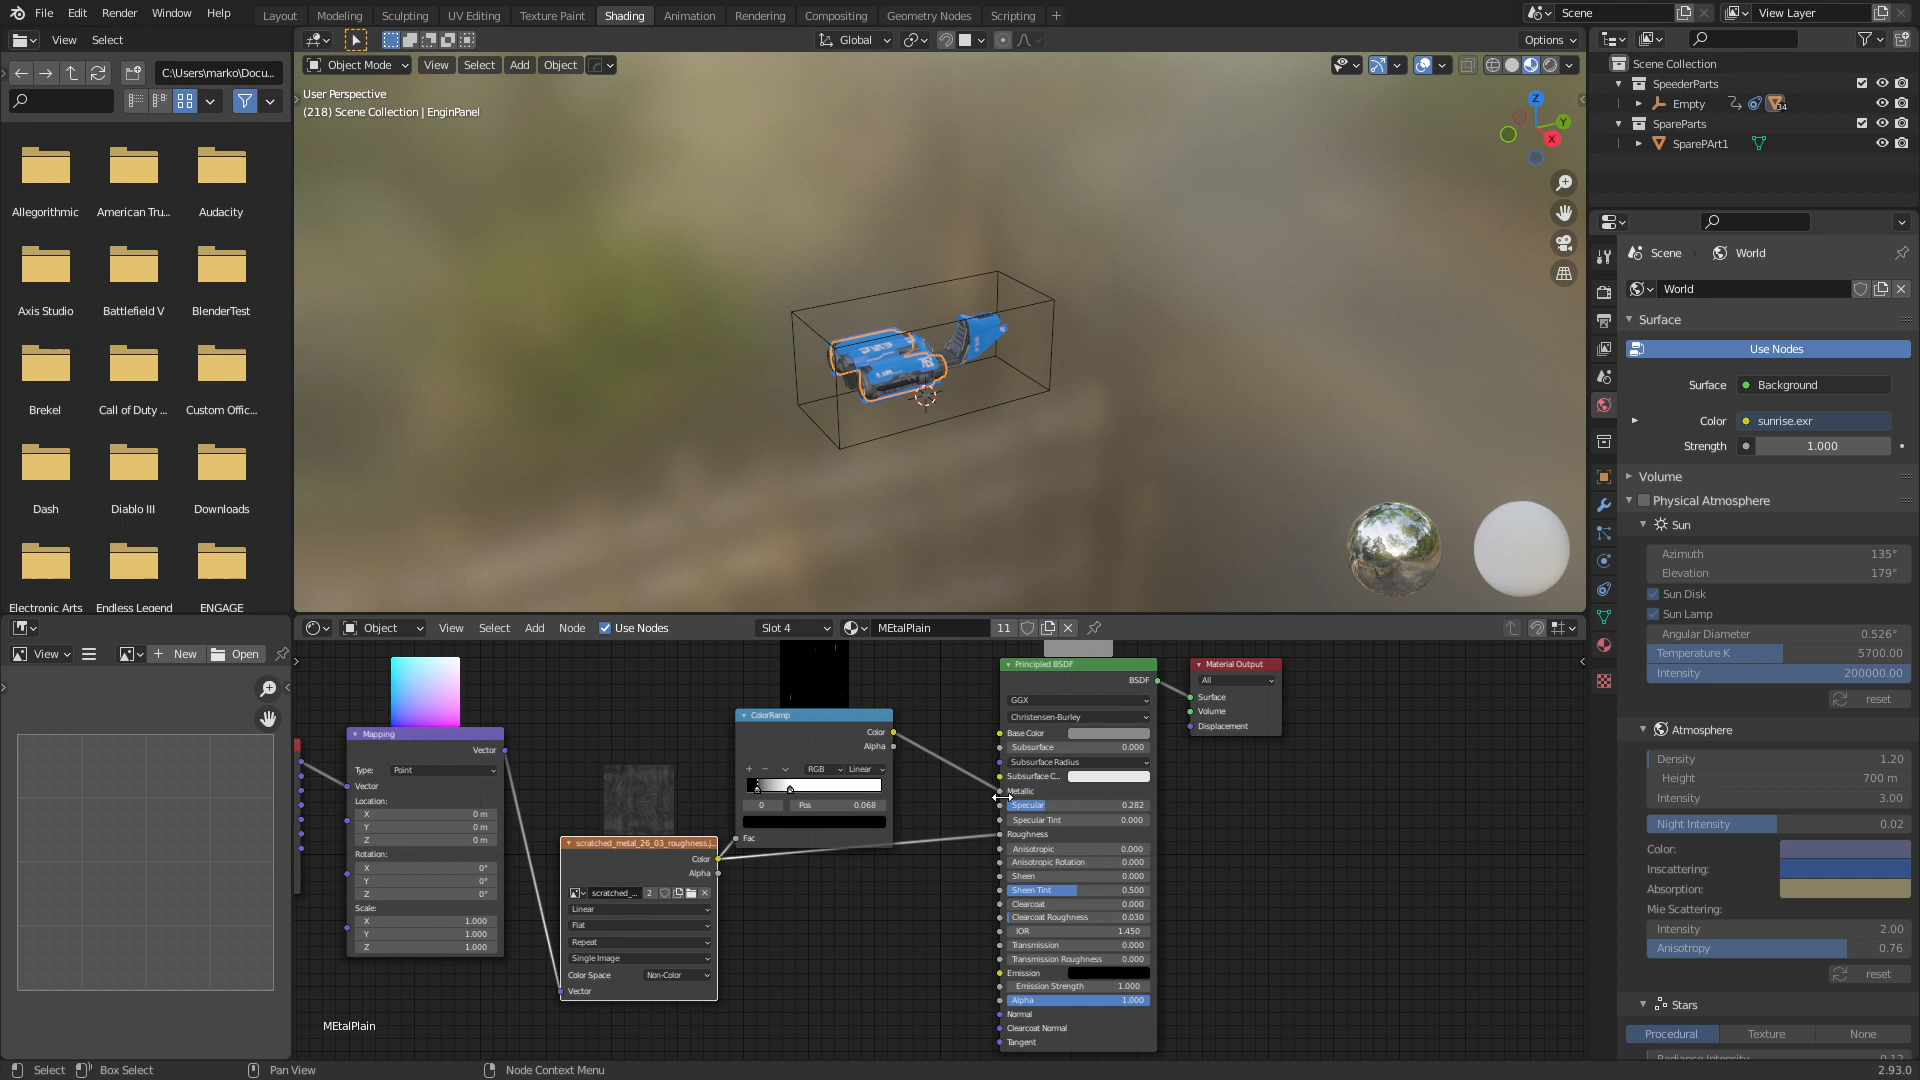 File Edit Render Window Help
Layout Modeling Sculpting UV Editing Texture Paint Shading Animation Rendering Compositing Geometry Nodes Scripting +
Scene
View Layer
View Select
Global
Options
C:\Users\marko\Docu...
Object Mode View Select Add Object
User Perspective
(218) Scene Collection | EnginPanel
Z
Y
X
Allegorithmic
American Tru...
Audacity
Axis Studio
Battlefield V
BlenderTest
Brekel
Call of Duty ...
Custom Offic...
Dash
Diablo III
Downloads
Electronic Arts
Endless Legend
ENGAGE
Scene Collection
SpeederParts
Empty
34
SpareParts
SparePArt1
Scene
World
World
Surface
Use Nodes
Surface
Background
Color
sunrise.exr
Strength
1.000
Volume
Physical Atmosphere
Sun
Azimuth 135°
Elevation 179°
Sun Disk
Sun Lamp
Angular Diameter 0.526°
Temperature K 5700.00
Intensity 200000.00
reset
Atmosphere
Density 1.20
Height 700 m
Intensity 3.00
Night Intensity 0.02
Color:
Inscattering:
Absorption:
Mie Scattering:
Intensity 2.00
Anisotropy 0.76
reset
Stars
Procedural Texture None
Radiance Intensity 0.12
View
New
Open
Object View Select Add Node Use Nodes Slot 4 MEtalPlain 11
Mapping
Vector
Type: Point
Vector
Location:
X 0 m
Y 0 m
Z 0 m
Rotation:
X 0°
Y 0°
Z 0°
Scale:
X 1.000
Y 1.000
Z 1.000
scratched_metal_26_03_roughness.j...
Color
Alpha
scratched_... 2
Linear
Flat
Repeat
Single Image
Color Space Non-Color
Vector
ColorRamp
Color
Alpha
+ − RGB Linear
0 Pos 0.068
Fac
Principled BSDF
BSDF
GGX
Christensen-Burley
Base Color
Subsurface 0.000
Subsurface Radius
Subsurface C...
Metallic
Specular 0.282
Specular Tint 0.000
Roughness
Anisotropic 0.000
Anisotropic Rotation 0.000
Sheen 0.000
Sheen Tint 0.500
Clearcoat 0.000
Clearcoat Roughness 0.030
IOR 1.450
Transmission 0.000
Transmission Roughness 0.000
Emission
Emission Strength 1.000
Alpha 1.000
Normal
Clearcoat Normal
Tangent
Material Output
All
Surface
Volume
Displacement
MEtalPlain
Select
Box Select
Pan View
Node Context Menu
2.93.0